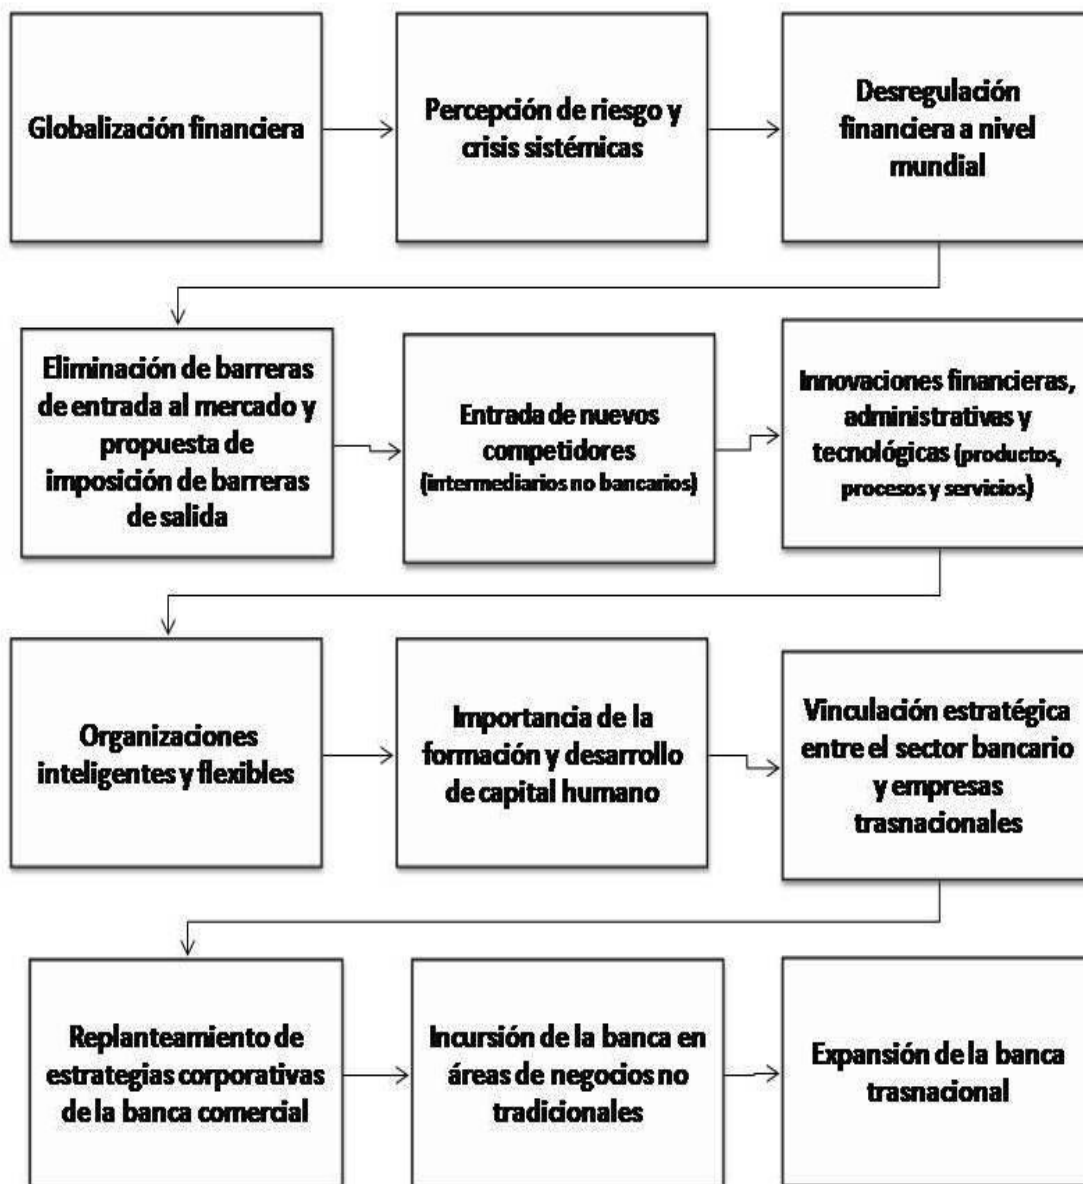 Globalización financiera
Percepción de riesgo y
crisis sistémicas
Desregulación
financiera a nivel
mundial
Eliminación de barreras
de entrada al mercado y
propuesta de
imposición de barreras
de salida
Entrada de nuevos
competidores
(intermediarios no bancarios)
Innovaciones financieras,
administrativas y
tecnológicas (productos,
procesos y servicios)
Organizaciones
inteligentes y flexibles
Importancia de la
formación y desarrollo
de capital humano
Vinculación estratégica
entre el sector bancario
y empresas
trasnacionales
Replanteamiento de
estrategias corporativas
de la banca comercial
Incursión de la banca en
áreas de negocios no
tradicionales
Expansión de la banca
trasnacional